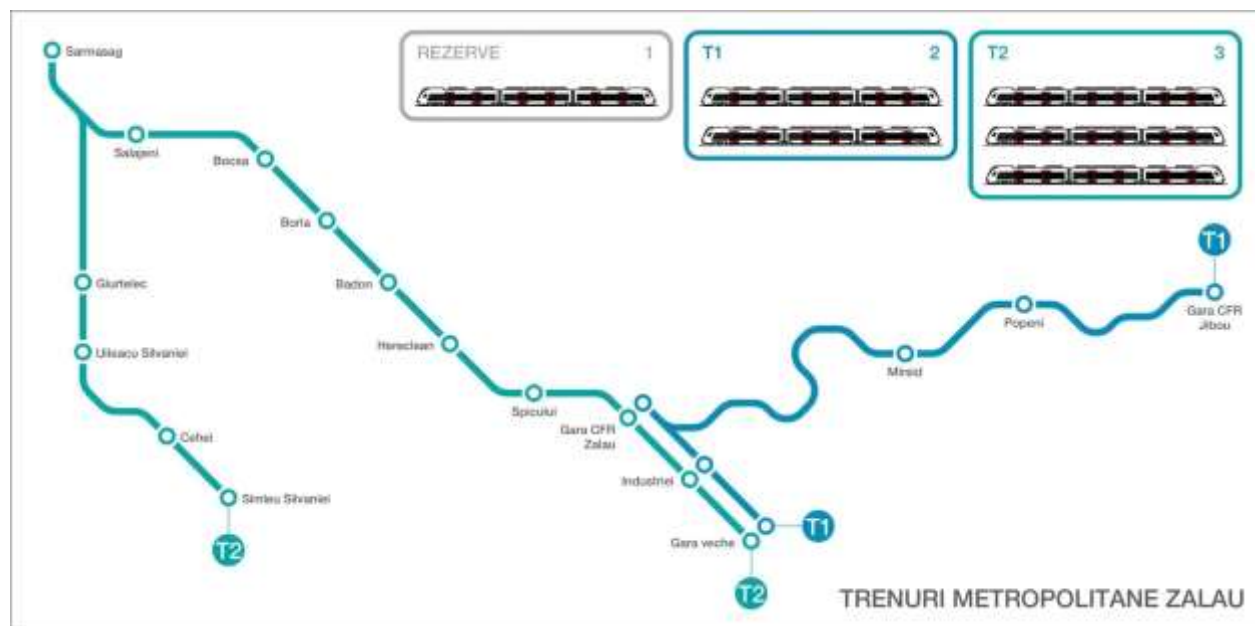 REZERVE 1
T1 2
T2 3
Sarmasag
Salajeni
Bocsa
Borla
Badon
Hereclean
Spicului
Gara CFR
Zalau
Industriei
Gara veche
T2
T1
Giurtelec
Uileacu Silvaniei
Cehei
Simleu Silvaniei
T2
Mirsid
Popeni
T1
Gara CFR
Jibou
TRENURI METROPOLITANE ZALAU